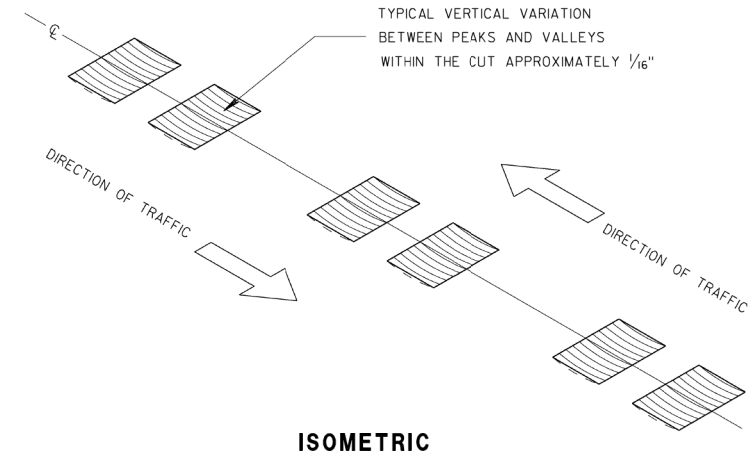 ℄
TYPICAL VERTICAL VARIATION
BETWEEN PEAKS AND VALLEYS
WITHIN THE CUT APPROXIMATELY 1/16"
DIRECTION OF TRAFFIC
DIRECTION OF TRAFFIC
ISOMETRIC